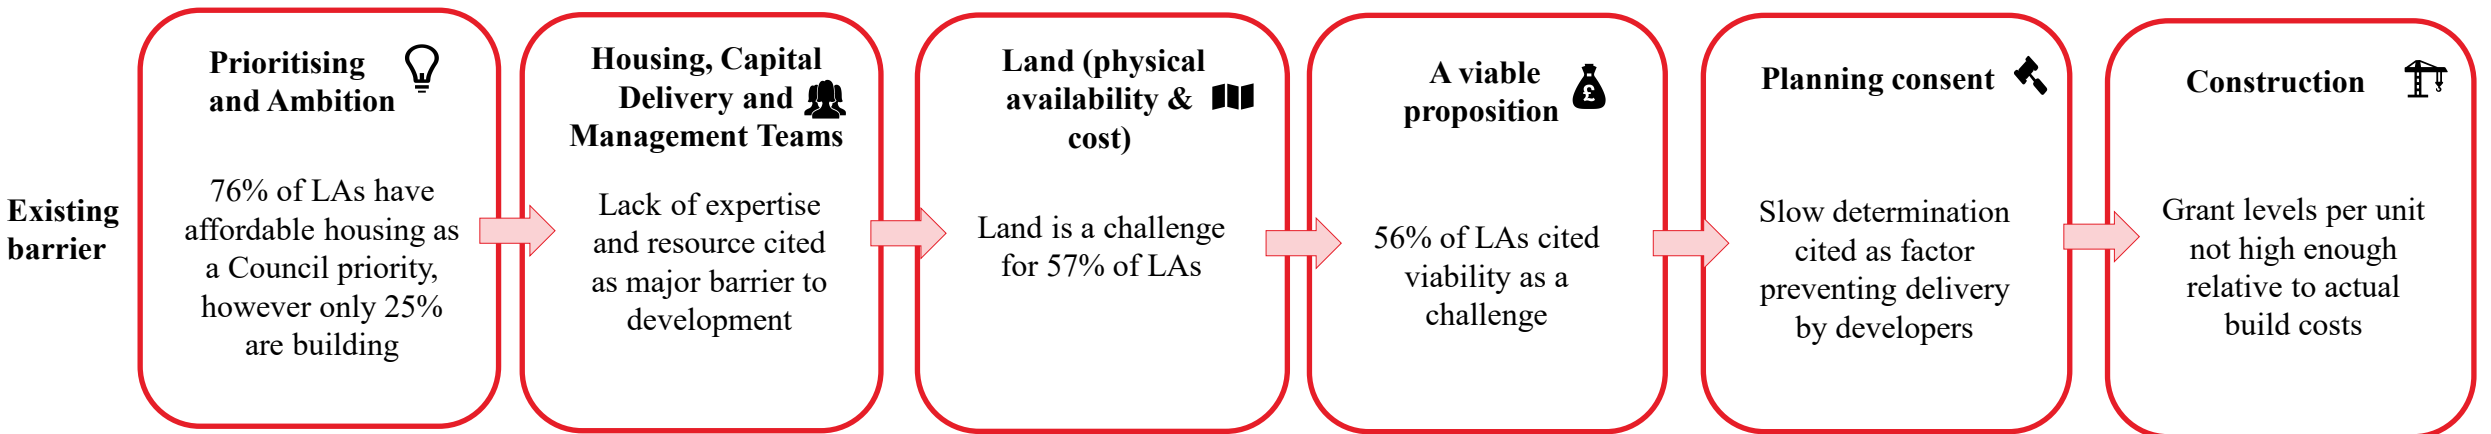 Existing
barrier
Prioritising
and Ambition
76% of LAs have
affordable housing as
a Council priority,
however only 25%
are building
Housing, Capital
Delivery and
Management Teams
Lack of expertise
and resource cited
as major barrier to
development
Land (physical
availability &
cost)
Land is a challenge
for 57% of LAs
A viable
proposition
£
56% of LAs cited
viability as a
challenge
Planning consent
Slow determination
cited as factor
preventing delivery
by developers
Construction
Grant levels per unit
not high enough
relative to actual
build costs